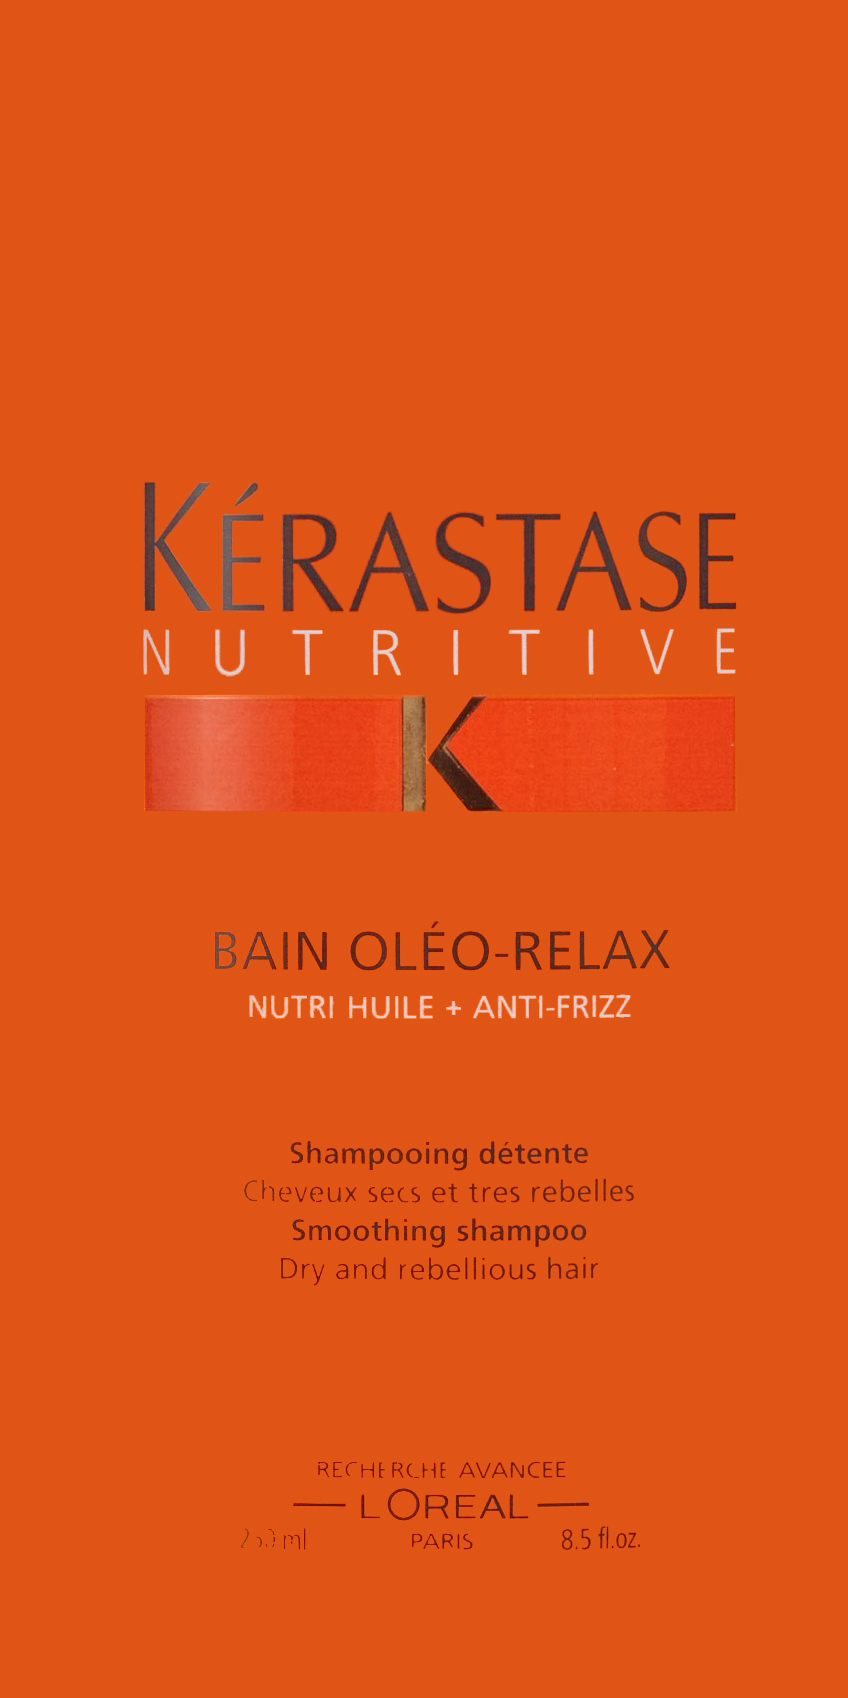 KÉRASTASE
NUTRITIVE
K
BAIN OLÉO-RELAX
NUTRI HUILE + ANTI-FRIZZ
Shampooing détente
Cheveux secs et tres rebelles
Smoothing shampoo
Dry and rebellious hair
RECHERCHE AVANCEE
L'OREAL
PARIS
250 ml
8.5 fl.oz.